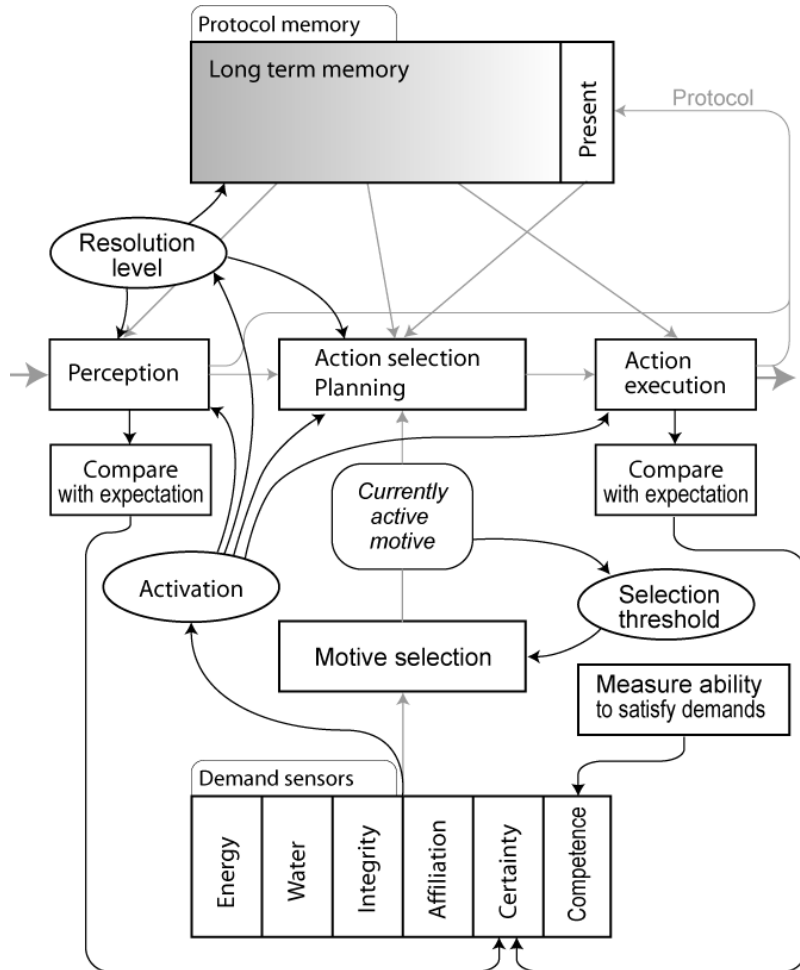 Protocol memory
Long term memory
Present
Protocol
Resolution
level
Perception
Action selection
Planning
Action
execution
Compare
with expectation
Currently
active
motive
Compare
with expectation
Activation
Selection
threshold
Motive selection
Measure ability
to satisfy demands
Demand sensors
Energy
Water
Integrity
Affiliation
Certainty
Competence